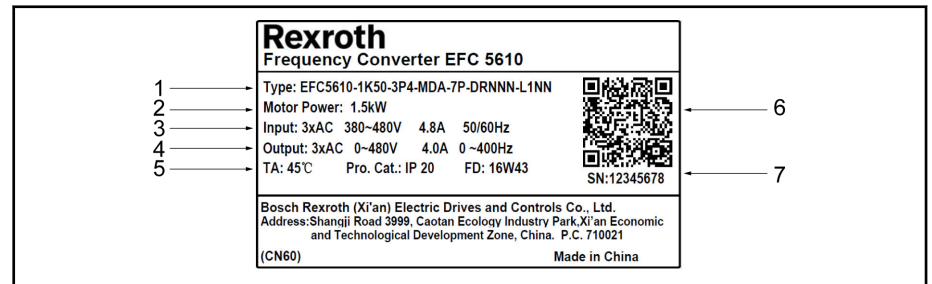 Rexroth
Frequency Converter EFC 5610
1 Type: EFC5610-1K50-3P4-MDA-7P-DRNNN-L1NN
2 Motor Power: 1.5kW 6
3 Input: 3xAC 380~480V 4.8A 50/60Hz
4 Output: 3xAC 0~480V 4.0A 0 ~400Hz
5 TA: 45℃ Pro. Cat.: IP 20 FD: 16W43
SN:12345678 7
Bosch Rexroth (Xi'an) Electric Drives and Controls Co., Ltd.
Address:Shangji Road 3999, Caotan Ecology Industry Park,Xi'an Economic
and Technological Development Zone, China. P.C. 710021
(CN60) Made in China